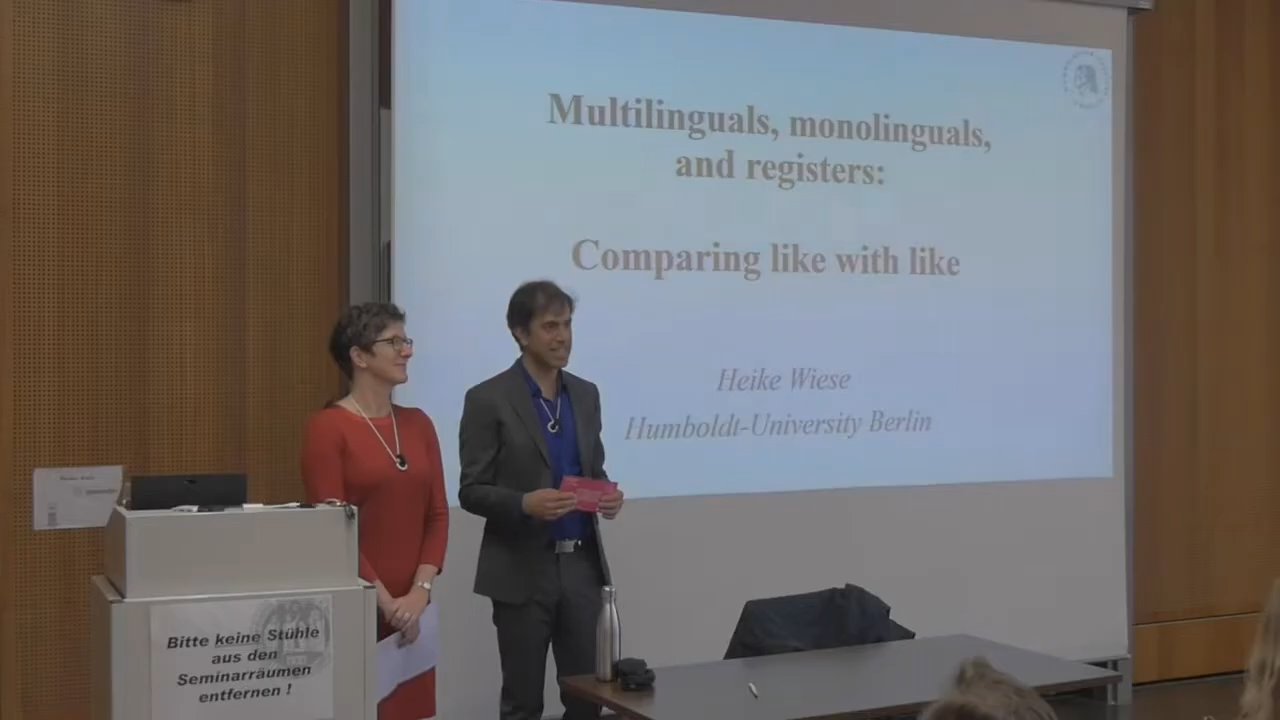 Multilinguals, monolinguals,
and registers:
Comparing like with like
Heike Wiese
Humboldt-University Berlin
Bitte keine Stühle
aus den
Seminarräumen
entfernen !